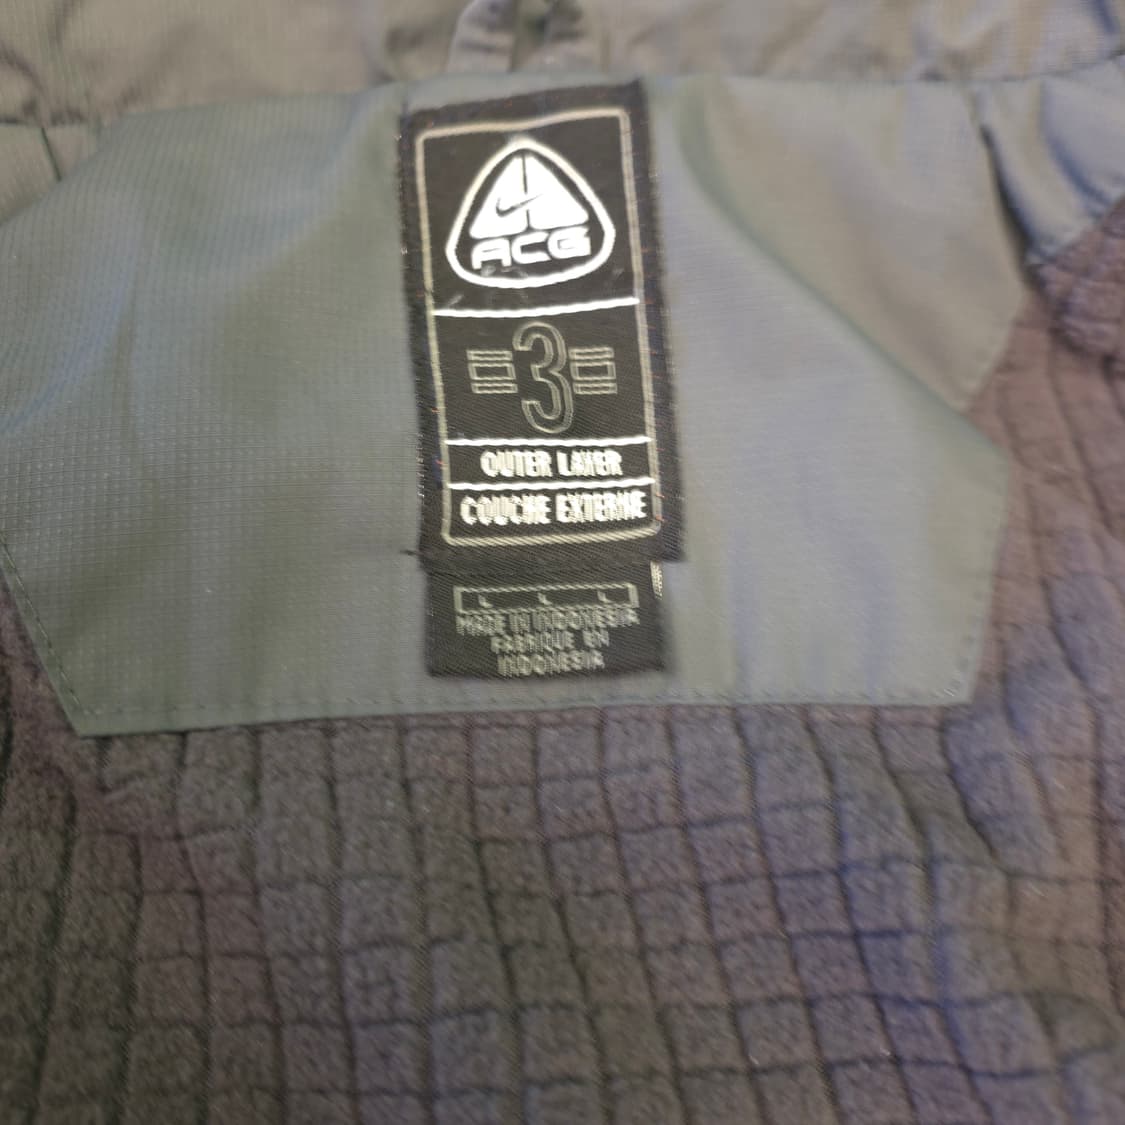 ACG
3
OUTER LAYER
COUCHE EXTERNE
L L L
MADE IN INDONESIA
FABRIQUE EN
INDONESIA